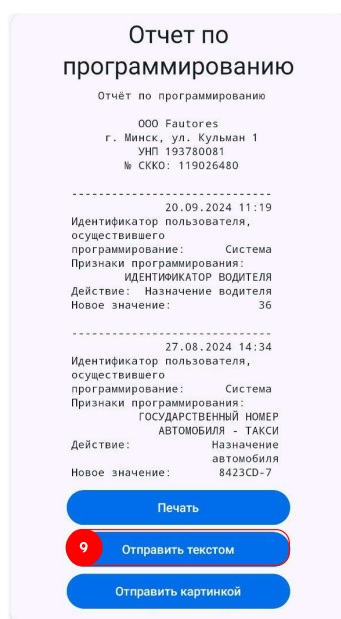 Отчет по
программированию
Отчёт по программированию
ООО Fautores
г. Минск, ул. Кульман 1
УНП 193780081
№ СККО: 119026480
------------------------------
20.09.2024 11:19
Идентификатор пользователя,
осуществившего
программирование: Система
Признаки программирования:
ИДЕНТИФИКАТОР ВОДИТЕЛЯ
Действие: Назначение водителя
Новое значение: 36
------------------------------
27.08.2024 14:34
Идентификатор пользователя,
осуществившего
программирование: Система
Признаки программирования:
ГОСУДАРСТВЕННЫЙ НОМЕР
АВТОМОБИЛЯ - ТАКСИ
Действие: Назначение
автомобиля
Новое значение: 8423CD-7
Печать
9 Отправить текстом
Отправить картинкой